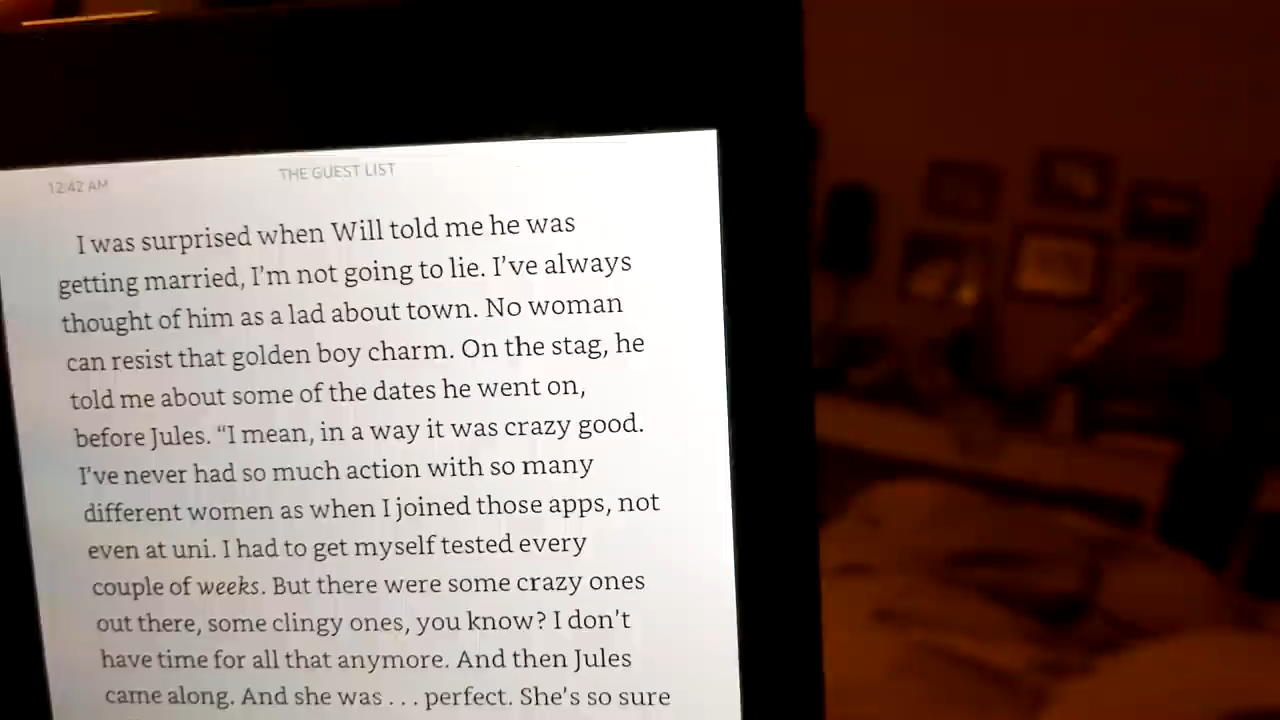 12:42 AM
THE GUEST LIST
I was surprised when Will told me he was
getting married, I'm not going to lie. I've always
thought of him as a lad about town. No woman
can resist that golden boy charm. On the stag, he
told me about some of the dates he went on,
before Jules. “I mean, in a way it was crazy good.
I've never had so much action with so many
different women as when I joined those apps, not
even at uni. I had to get myself tested every
couple of weeks. But there were some crazy ones
out there, some clingy ones, you know? I don't
have time for all that anymore. And then Jules
came along. And she was . . . perfect. She's so sure